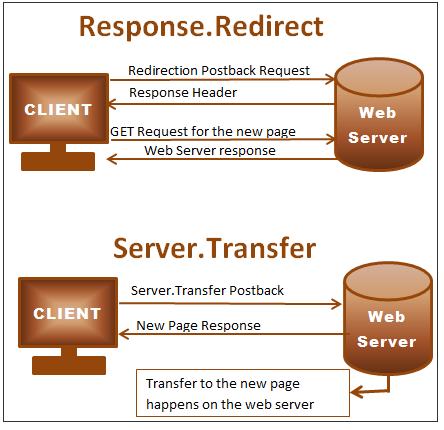 Response.Redirect
Redirection Postback Request
Response Header
CLIENT
Web
Server
GET Request for the new page
Web Server response
Server.Transfer
Server.Transfer Postback
CLIENT
Web
Server
New Page Response
Transfer to the new page
happens on the web server